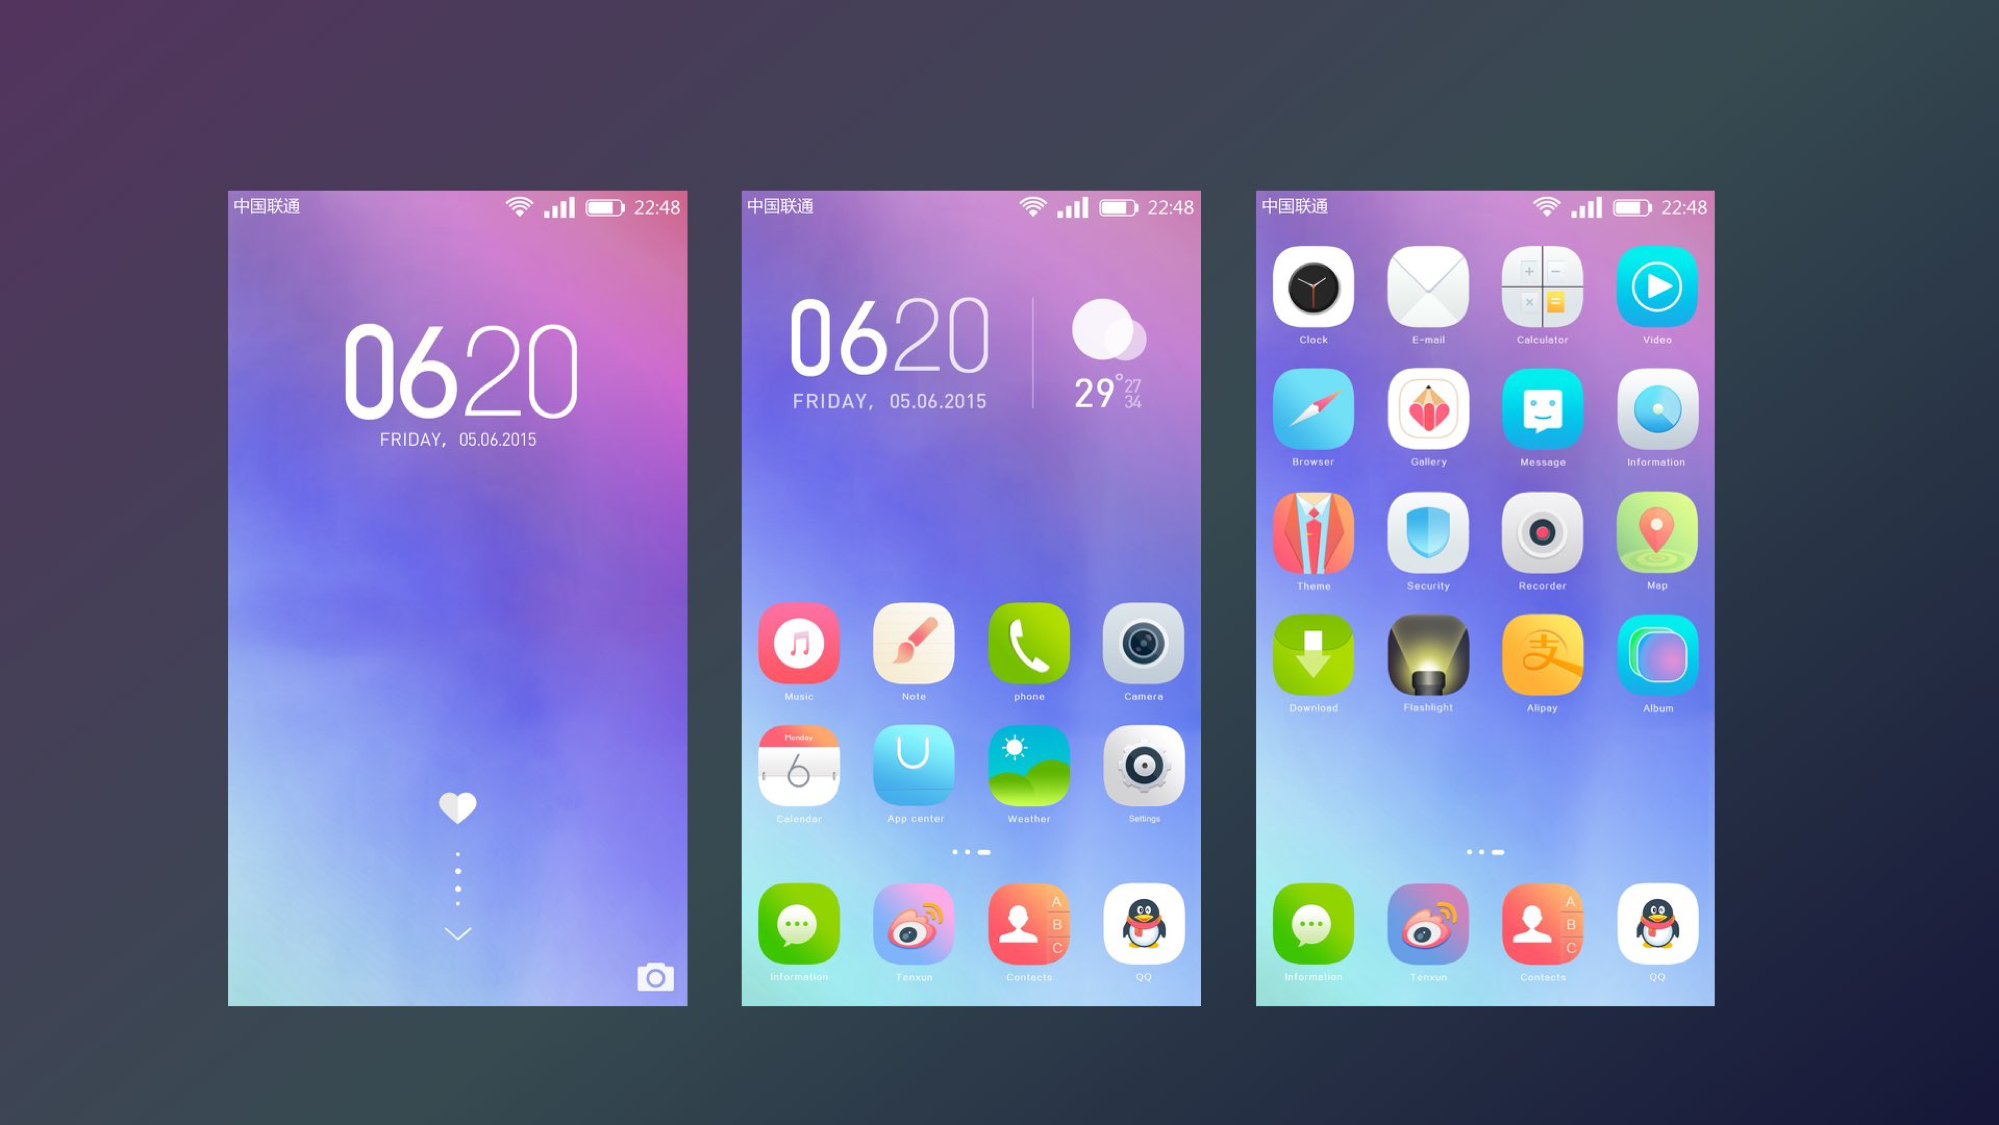 中国联通 22:48
0620
FRIDAY, 05.06.2015
中国联通 22:48
0620
FRIDAY, 05.06.2015
29° 27 34
Music Note phone Camera
Monday
6
Calendar App center Weather Settings
A
B
C
Information Tenxun Contacts QQ
中国联通 22:48
Clock E-mail Calculator Video
Browser Gallery Message Information
Theme Security Recorder Map
支
Download Flashlight Alipay Album
A
B
C
Information Tenxun Contacts QQ